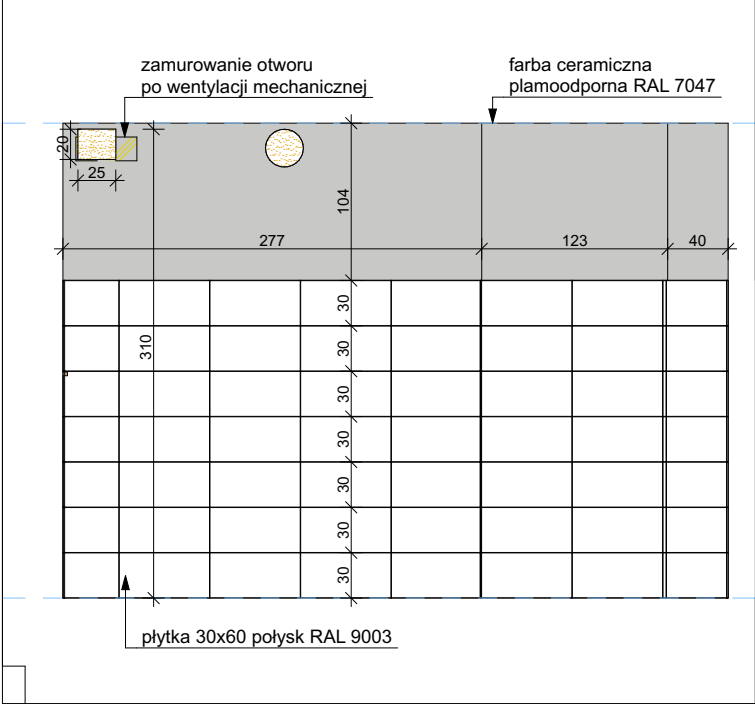 zamurowanie otworu
po wentylacji mechanicznej
farba ceramiczna
plamoodporna RAL 7047
20
25
104
277
123
40
310
30
30
30
30
30
30
30
płytka 30x60 połysk RAL 9003